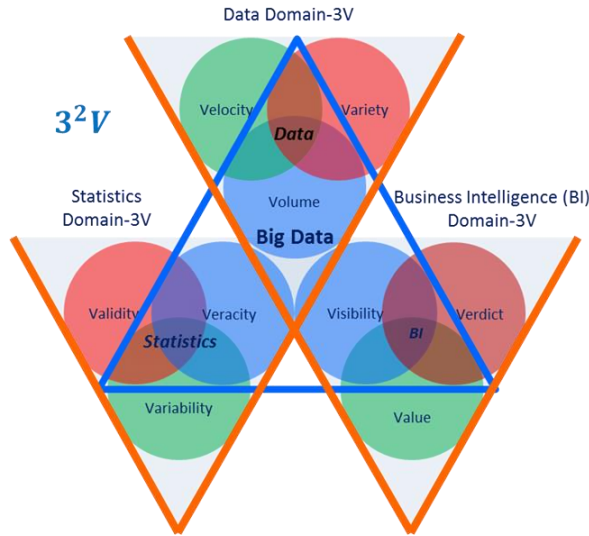 Data Domain-3V
3²V
Velocity
Variety
Data
Volume
Big Data
Statistics
Domain-3V
Business Intelligence (BI)
Domain-3V
Validity
Veracity
Statistics
Variability
Visibility
Verdict
BI
Value